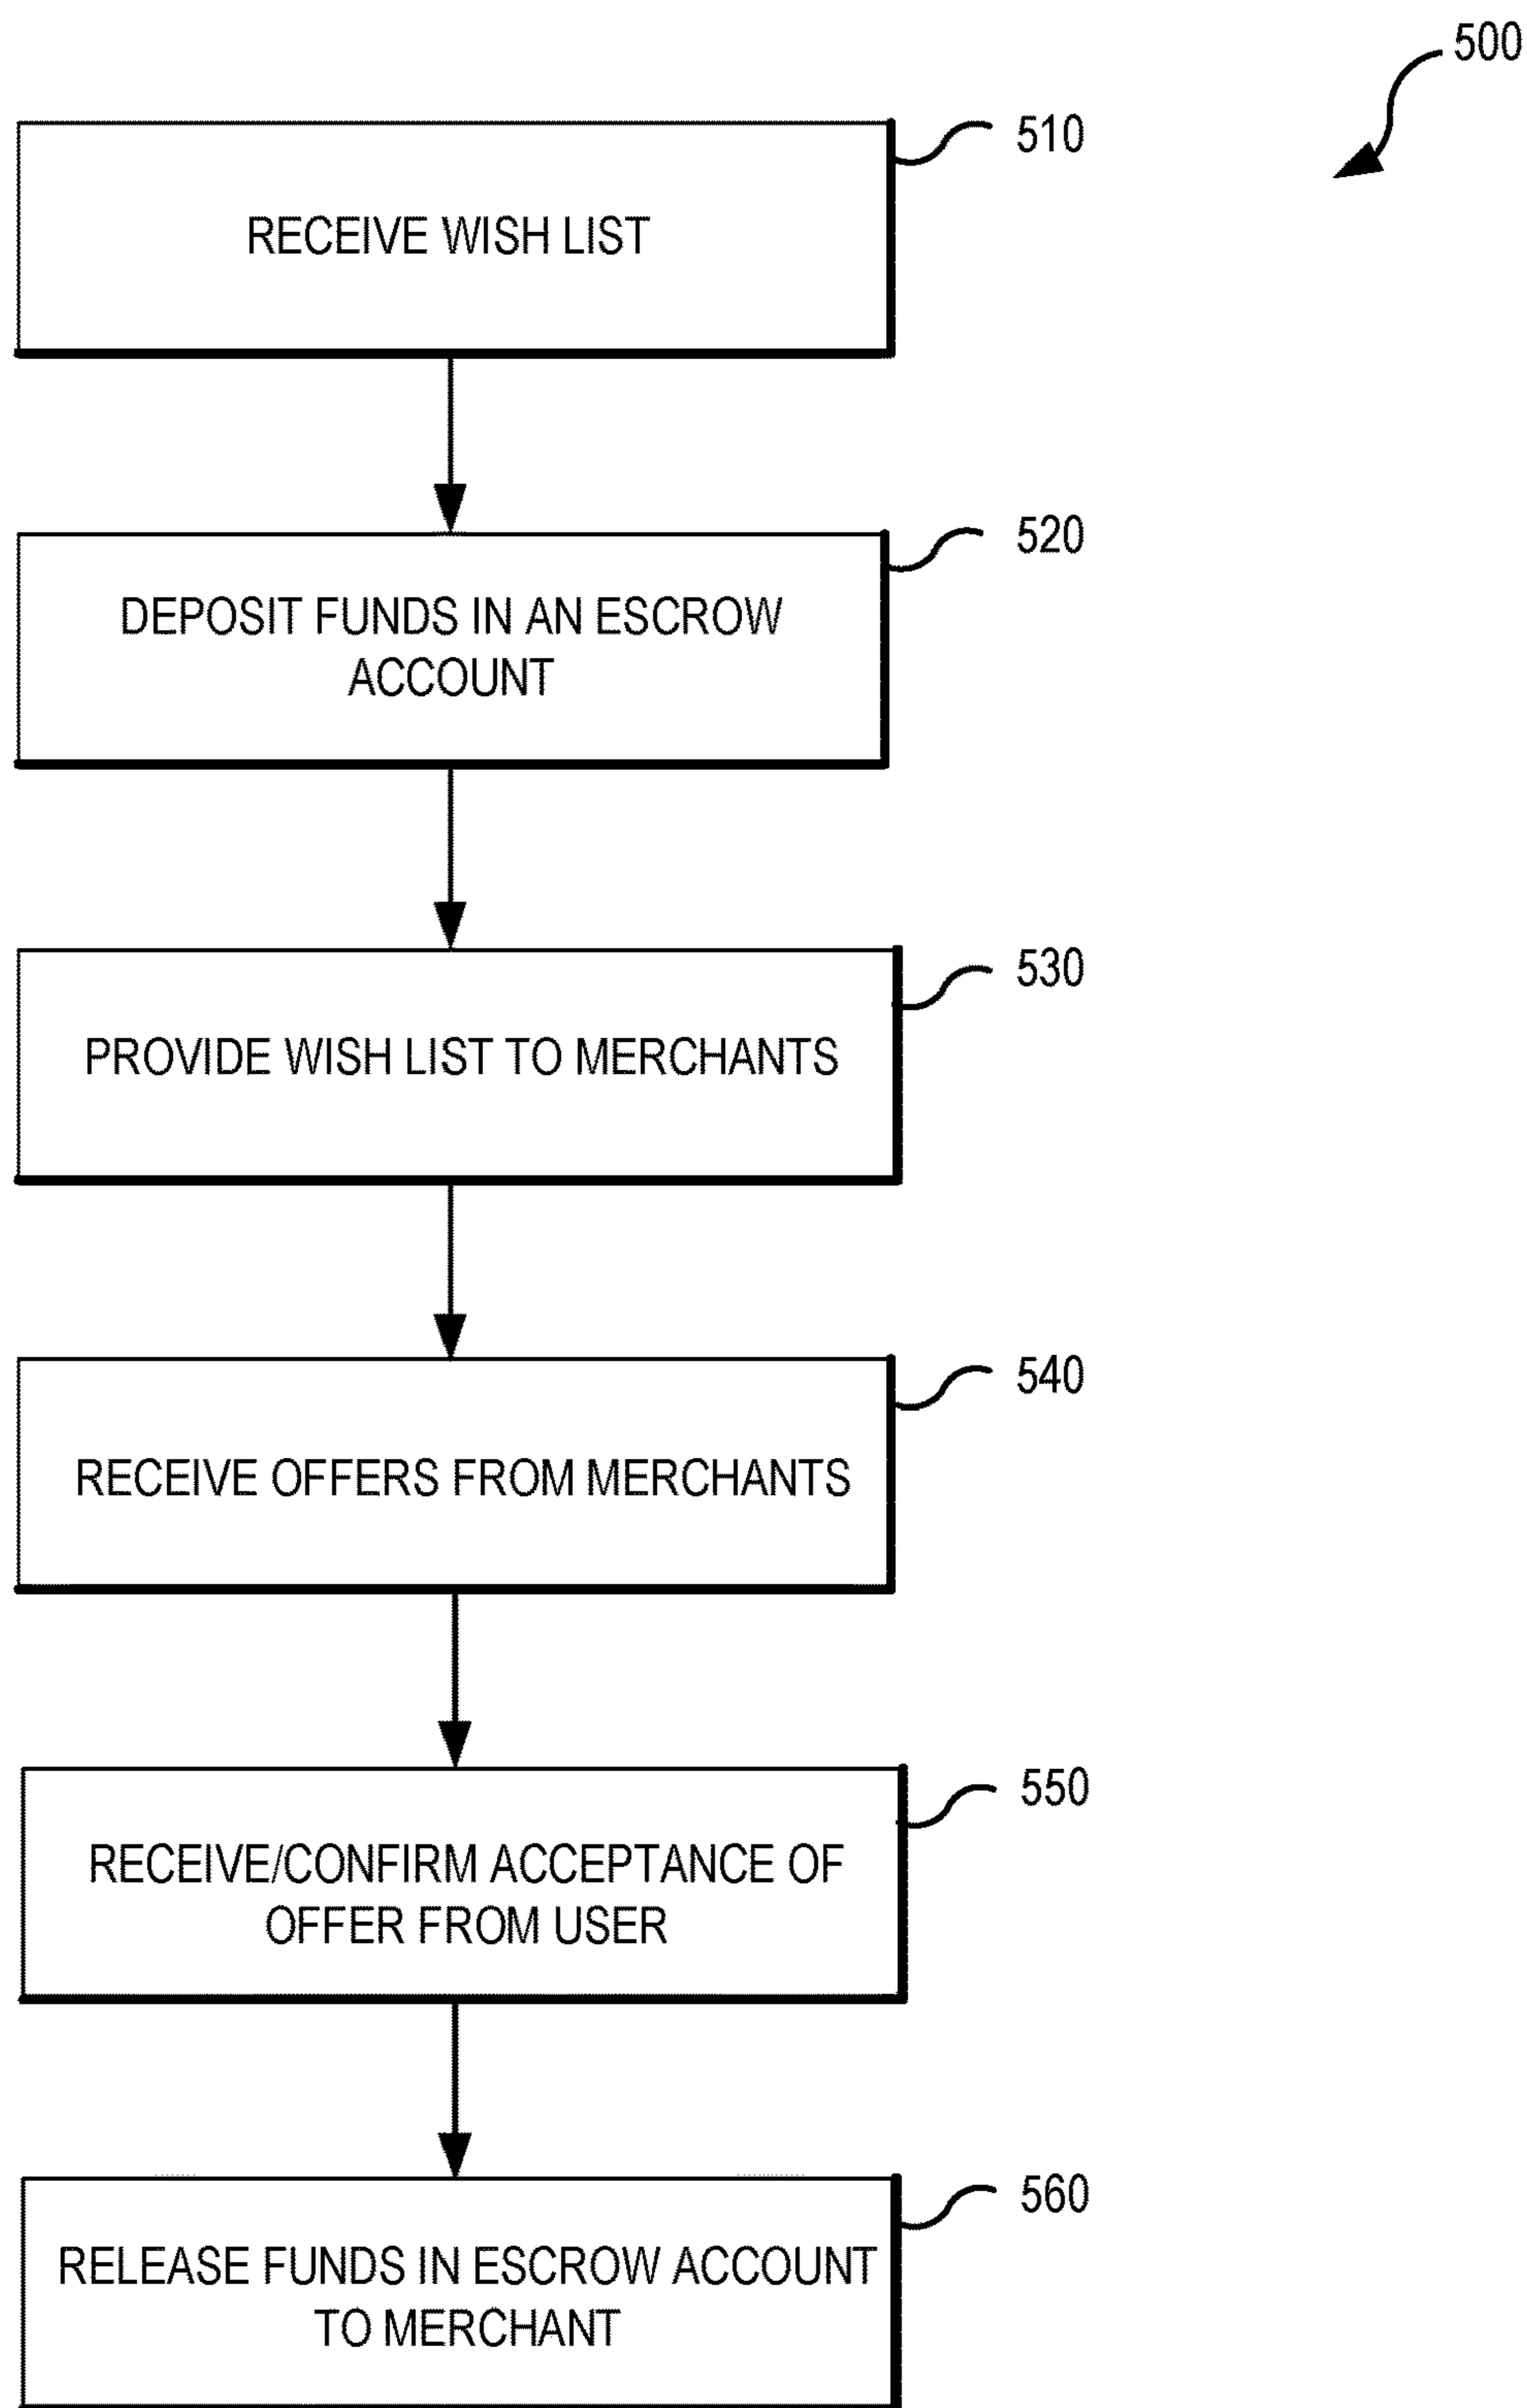 500
510
RECEIVE WISH LIST
520
DEPOSIT FUNDS IN AN ESCROW
ACCOUNT
530
PROVIDE WISH LIST TO MERCHANTS
540
RECEIVE OFFERS FROM MERCHANTS
550
RECEIVE/CONFIRM ACCEPTANCE OF
OFFER FROM USER
560
RELEASE FUNDS IN ESCROW ACCOUNT
TO MERCHANT